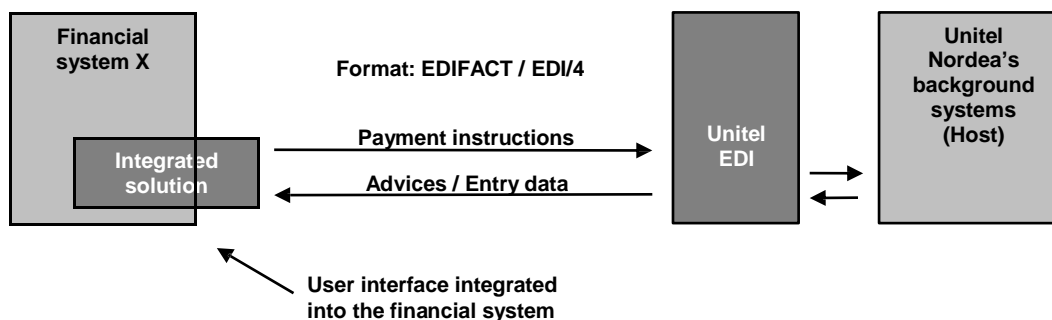 Financial
system X
Format: EDIFACT / EDI/4
Unitel
Nordea's
background
systems
(Host)
Payment instructions
Integrated
solution
Unitel
EDI
Advices / Entry data
User interface integrated
into the financial system